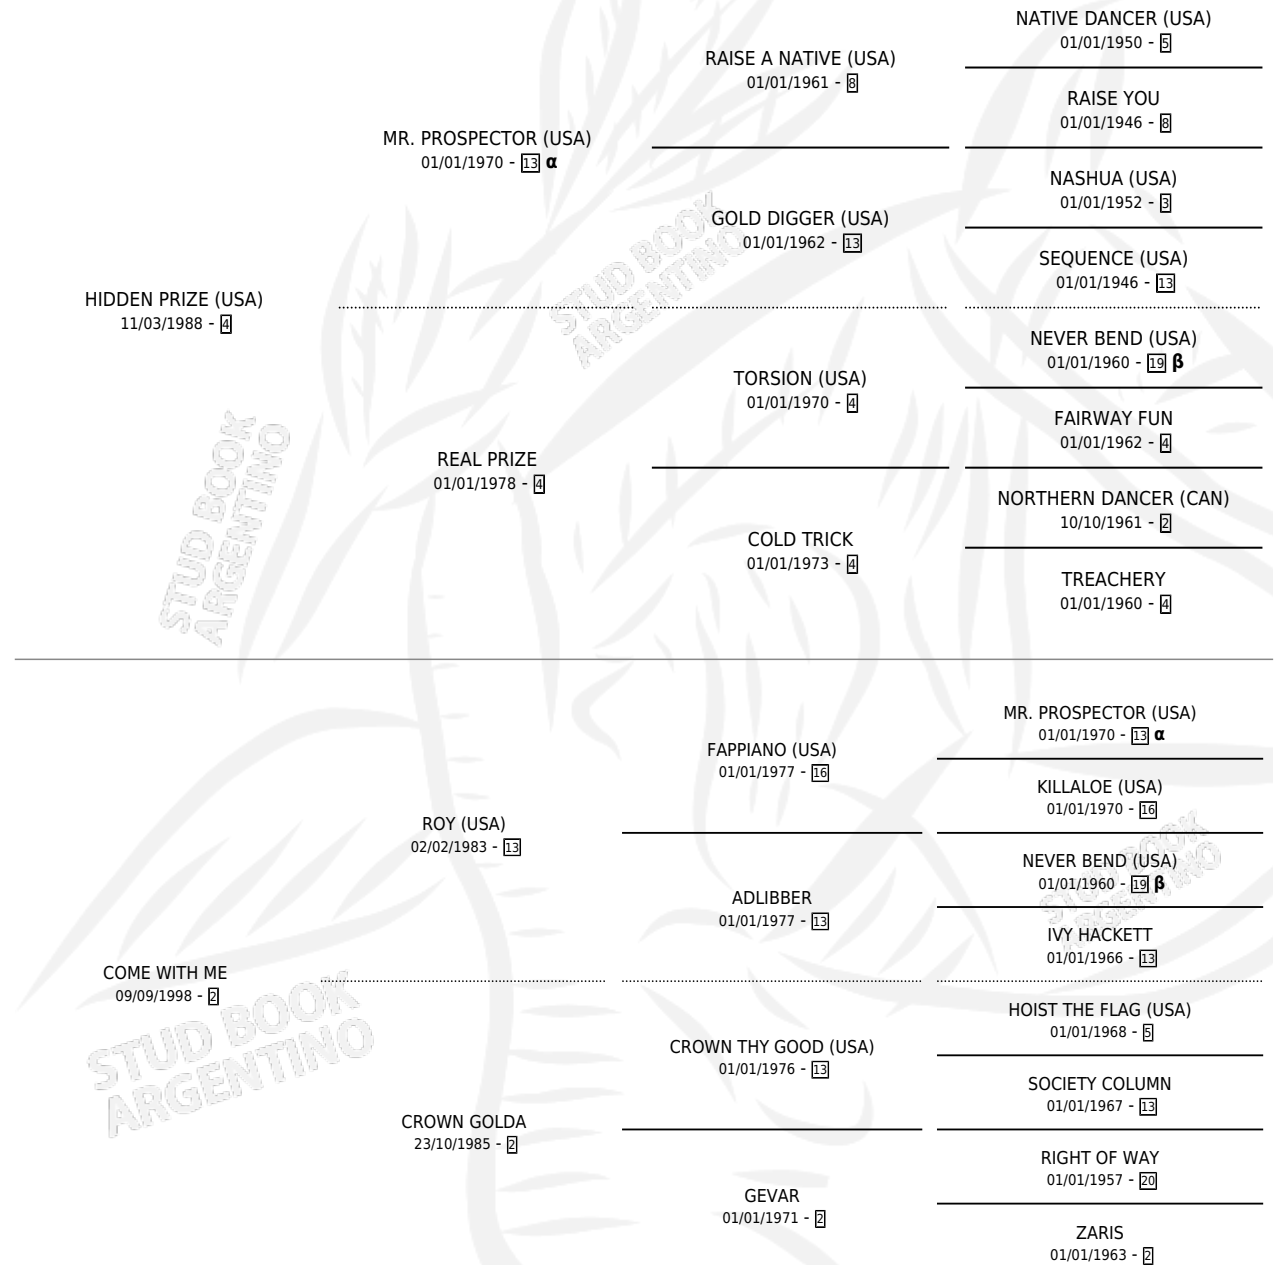 NATIVE DANCER (USA)
01/01/1950 - 5
RAISE A NATIVE (USA)
01/01/1961 - 8
RAISE YOU
01/01/1946 - 8
MR. PROSPECTOR (USA)
01/01/1970 - 13 α
NASHUA (USA)
01/01/1952 - 3
GOLD DIGGER (USA)
01/01/1962 - 13
SEQUENCE (USA)
01/01/1946 - 13
HIDDEN PRIZE (USA)
11/03/1988 - 4
NEVER BEND (USA)
01/01/1960 - 19 β
TORSION (USA)
01/01/1970 - 4
FAIRWAY FUN
01/01/1962 - 4
REAL PRIZE
01/01/1978 - 4
NORTHERN DANCER (CAN)
10/10/1961 - 2
COLD TRICK
01/01/1973 - 4
TREACHERY
01/01/1960 - 4
STUD BOOK
ARGENTINO
STUD BOOK
ARGENTINO
MR. PROSPECTOR (USA)
01/01/1970 - 13 α
FAPPIANO (USA)
01/01/1977 - 16
KILLALOE (USA)
01/01/1970 - 16
ROY (USA)
02/02/1983 - 13
NEVER BEND (USA)
01/01/1960 - 19 β
ADLIBBER
01/01/1977 - 13
IVY HACKETT
01/01/1966 - 13
COME WITH ME
09/09/1998 - 2
HOIST THE FLAG (USA)
01/01/1968 - 5
CROWN THY GOOD (USA)
01/01/1976 - 13
SOCIETY COLUMN
01/01/1967 - 13
CROWN GOLDA
23/10/1985 - 2
RIGHT OF WAY
01/01/1957 - 20
GEVAR
01/01/1971 - 2
ZARIS
01/01/1963 - 2
STUD BOOK
ARGENTINO
STUD BOOK
ARGENTINO